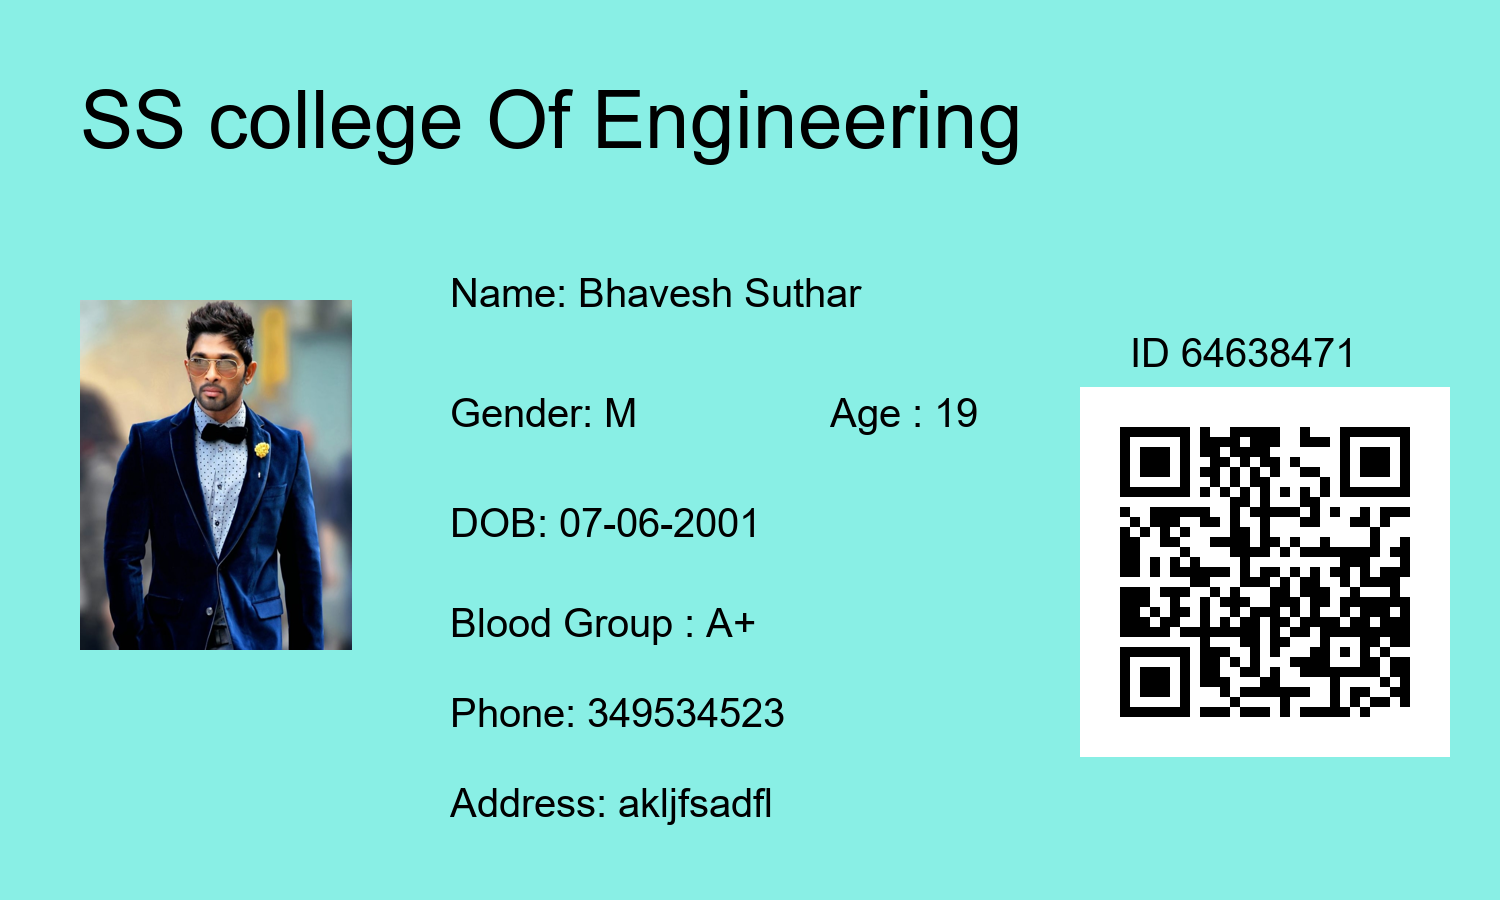 SS college Of Engineering
Name: Bhavesh Suthar
ID 64638471
Gender: M Age : 19
DOB: 07-06-2001
Blood Group : A+
Phone: 349534523
Address: akljfsadfl